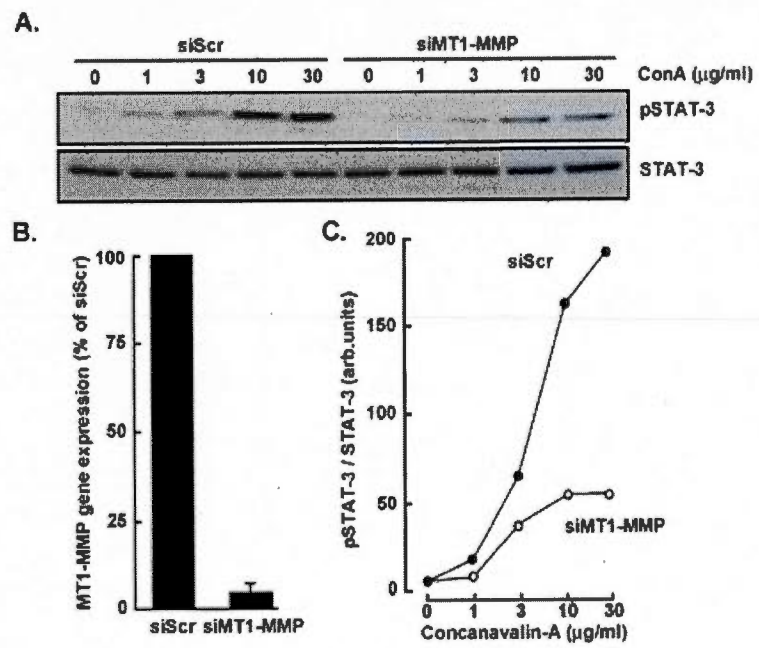 A.
siScr siMT1-MMP
0 1 3 10 30 0 1 3 10 30 ConA (µg/ml)
pSTAT-3
STAT-3
B.
MT1-MMP gene expression (% of siScr)
100
75
50
25
0
siScr siMT1-MMP
C.
pSTAT-3 / STAT-3 (arb.units)
200
150
100
50
0
siScr
siMT1-MMP
0 1 3 10 30
Concanavalin-A (µg/ml)